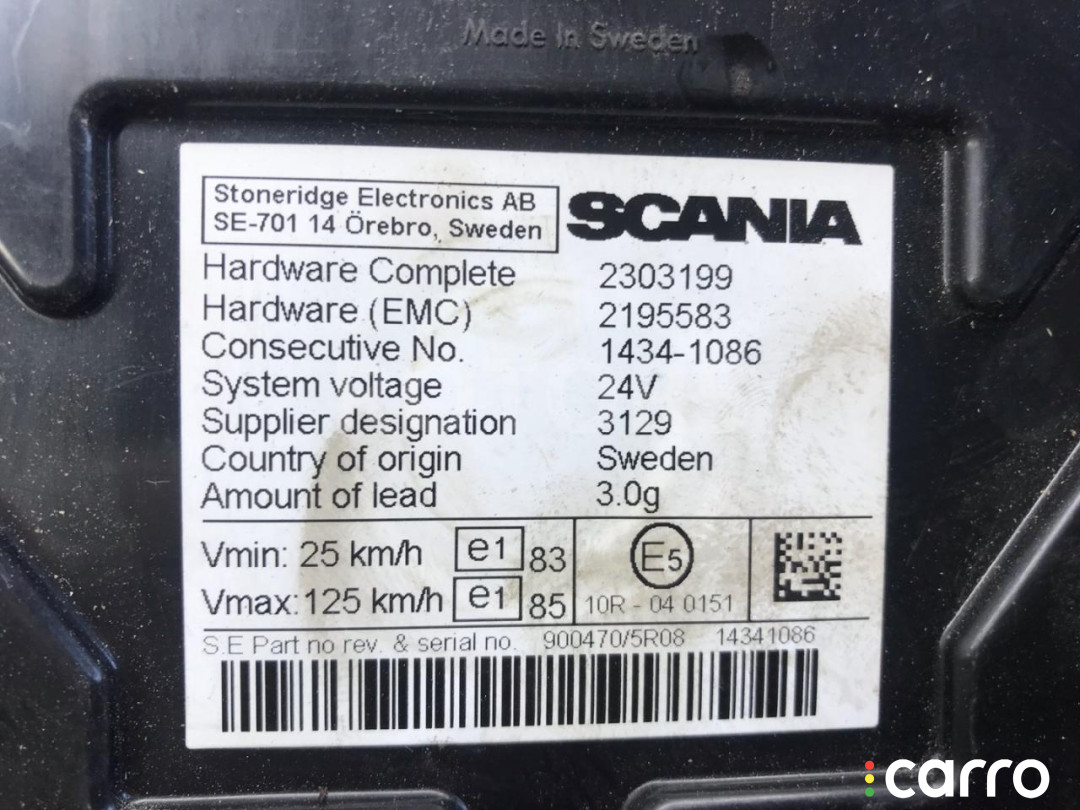 Made In Sweden
Stoneridge Electronics AB
SE-701 14 Örebro, Sweden
SCANIA
Hardware Complete 2303199
Hardware (EMC) 2195583
Consecutive No. 1434-1086
System voltage 24V
Supplier designation 3129
Country of origin Sweden
Amount of lead 3.0g
Vmin: 25 km/h e1 83
Vmax: 125 km/h e1 85
E5
10R - 04 0151
S.E Part no rev. & serial no. 900470/5R08 14341086
carro